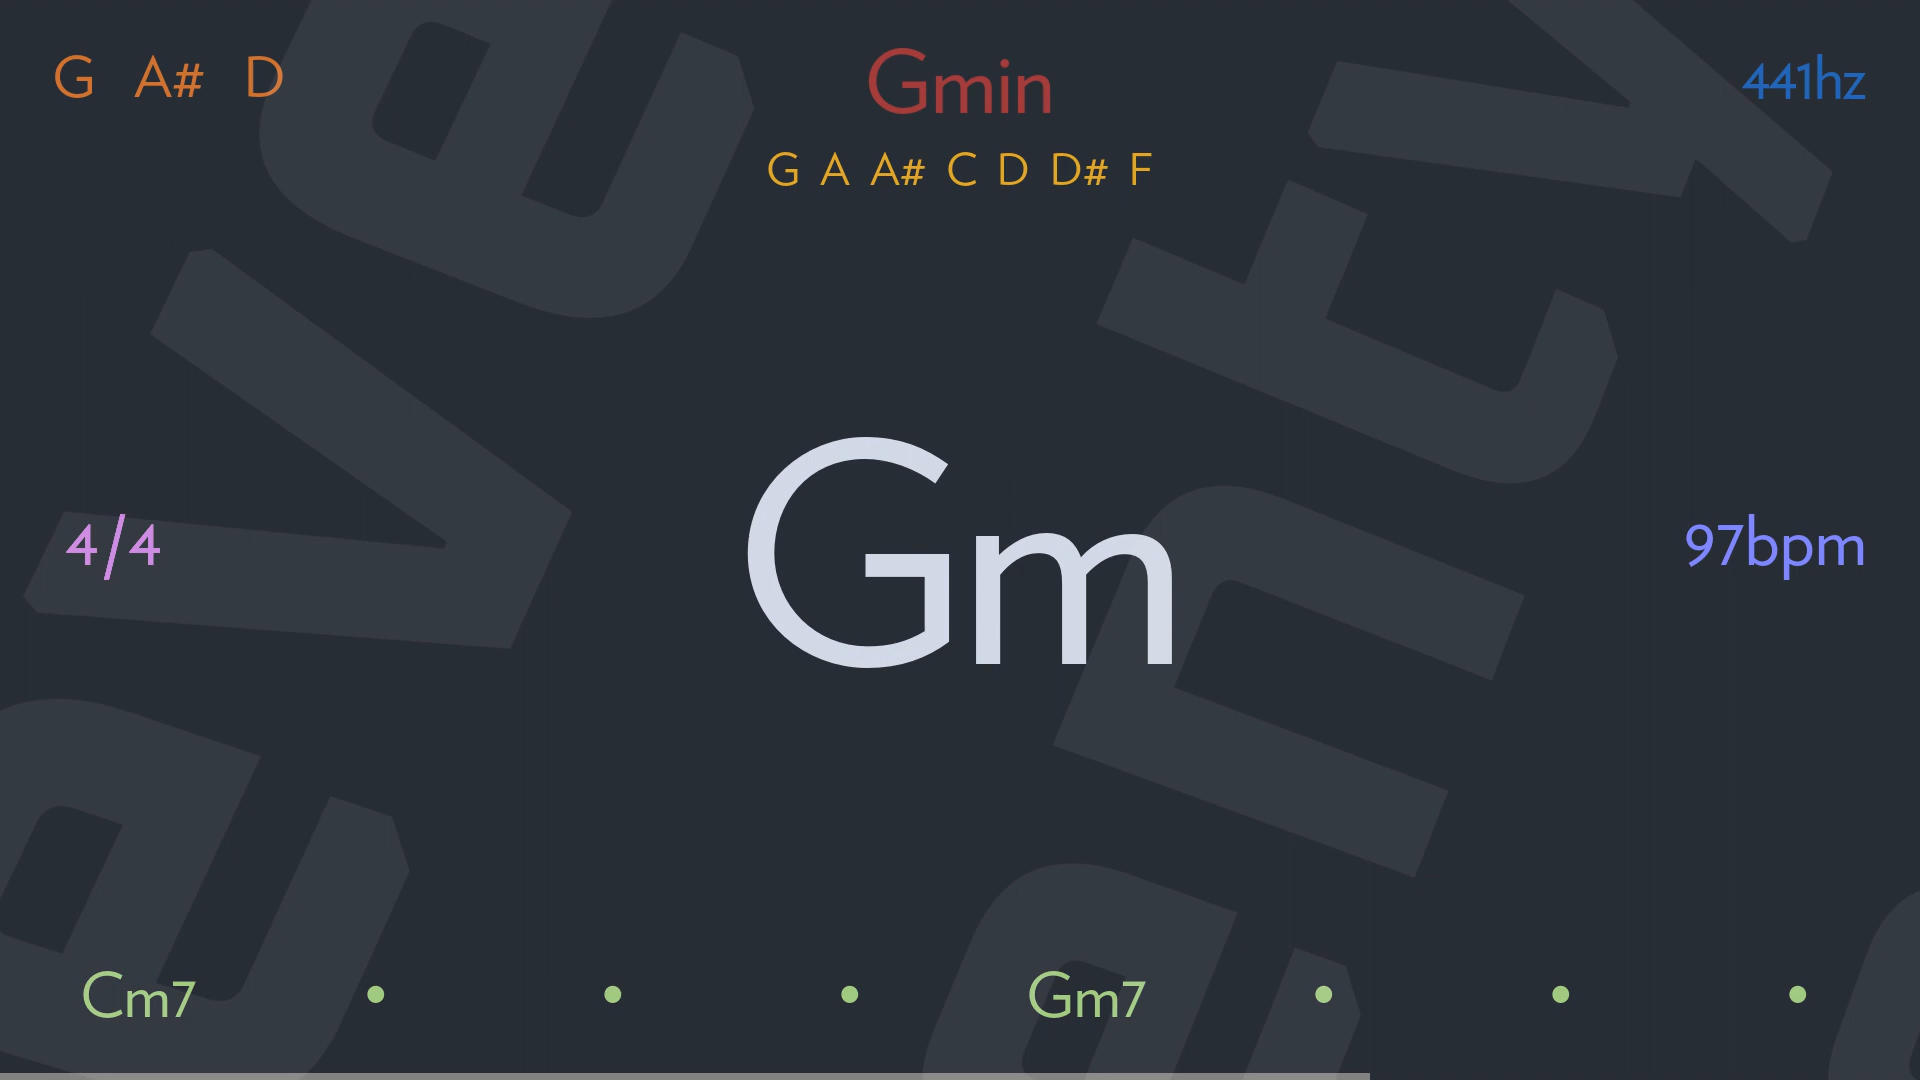 G A# D
Gmin
441hz
G A A# C D D# F
4/4
Gm
97bpm
Cm7 • • • Gm7 • • •